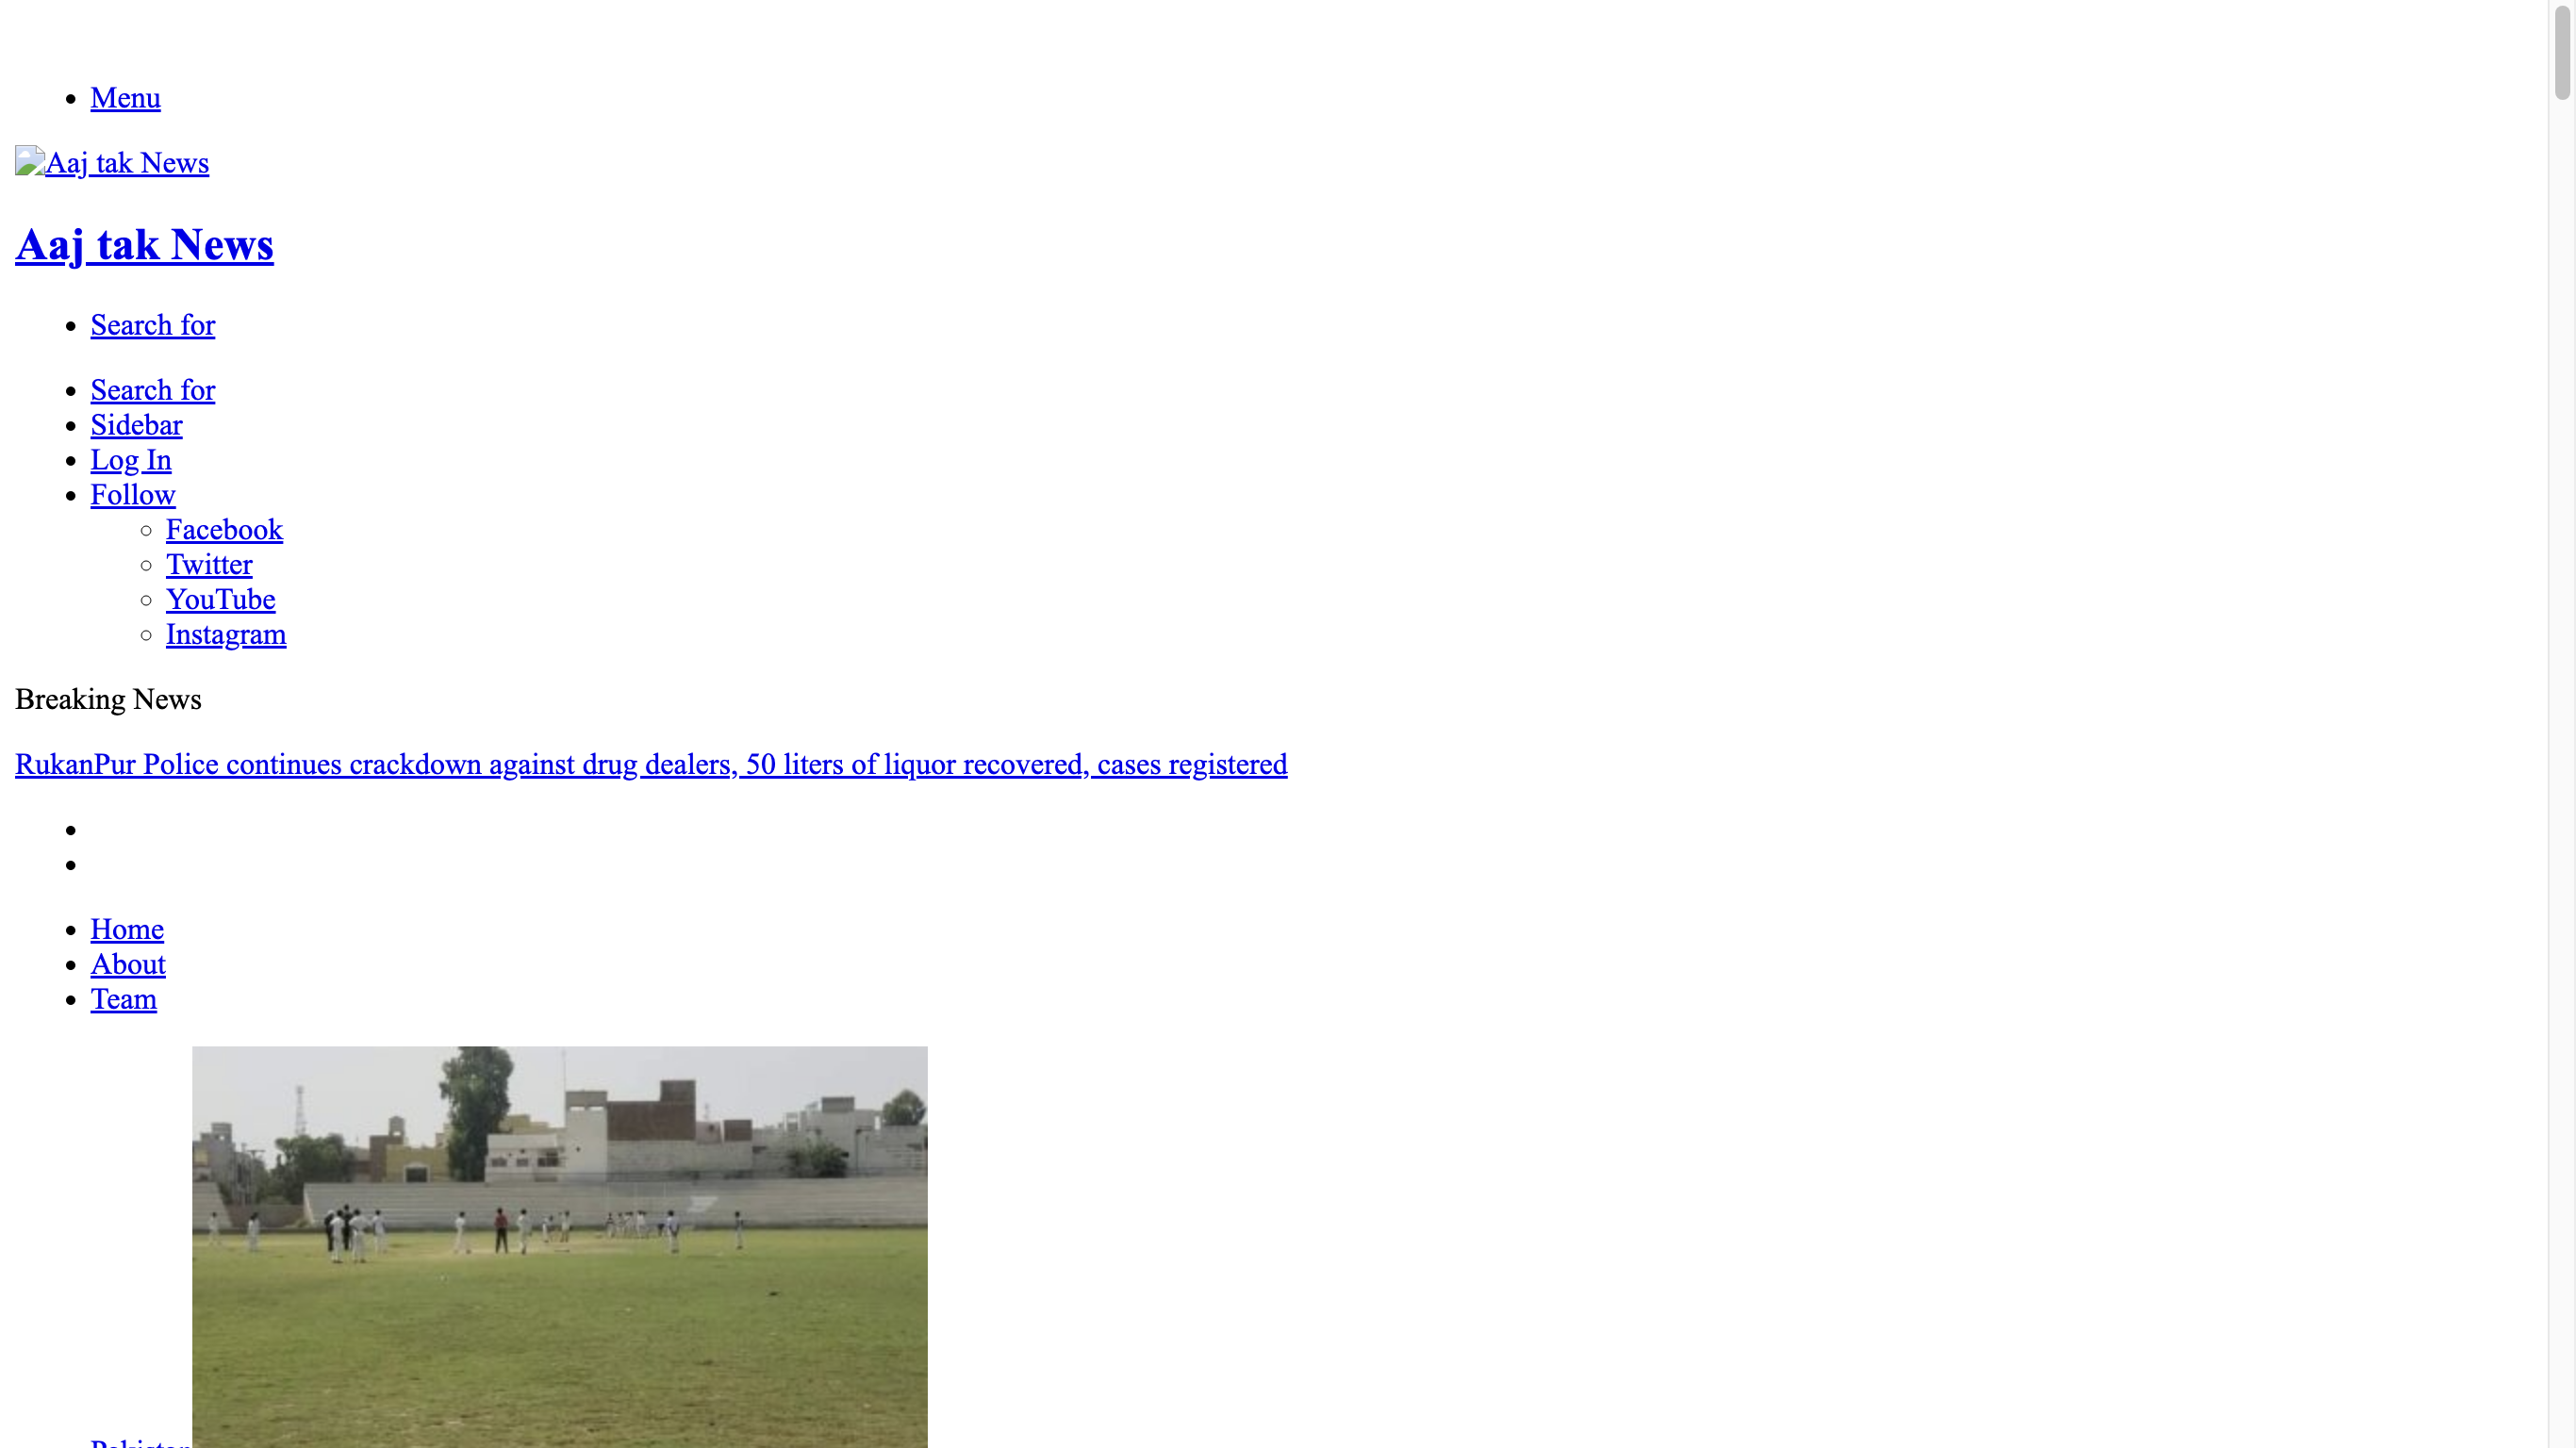 Menu
Aaj tak News
Aaj tak News
Search for
Search for
Sidebar
Log In
Follow
Facebook
Twitter
YouTube
Instagram
Breaking News
RukanPur Police continues crackdown against drug dealers, 50 liters of liquor recovered, cases registered
Home
About
Team
Pakistan